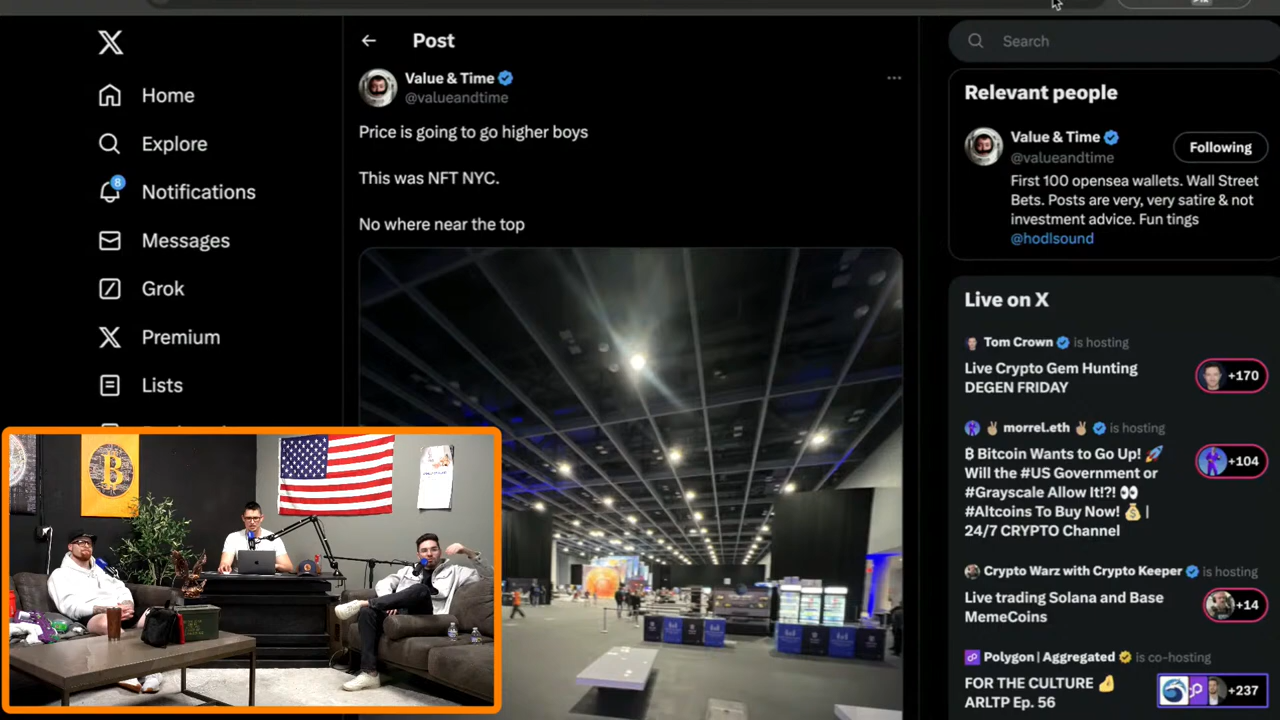 Post
Search
Value & Time
@valueandtime
Home
Explore
8
Notifications
Messages
Grok
Premium
Lists
Price is going to go higher boys
This was NFT NYC.
No where near the top
Relevant people
Value & Time
@valueandtime
Following
First 100 opensea wallets. Wall Street
Bets. Posts are very, very satire & not
investment advice. Fun tings
@hodlsound
Live on X
Tom Crown is hosting
Live Crypto Gem Hunting
DEGEN FRIDAY
+170
✌🏼 morrel.eth ✌🏼 is hosting
₿ Bitcoin Wants to Go Up! 🚀
Will the #US Government or
#Grayscale Allow It!?! 👀
#Altcoins To Buy Now! 💰 |
24/7 CRYPTO Channel
+104
Crypto Warz with Crypto Keeper is hosting
Live trading Solana and Base
MemeCoins
+14
Polygon | Aggregated is co-hosting
FOR THE CULTURE 🤌
ARLTP Ep. 56
+237